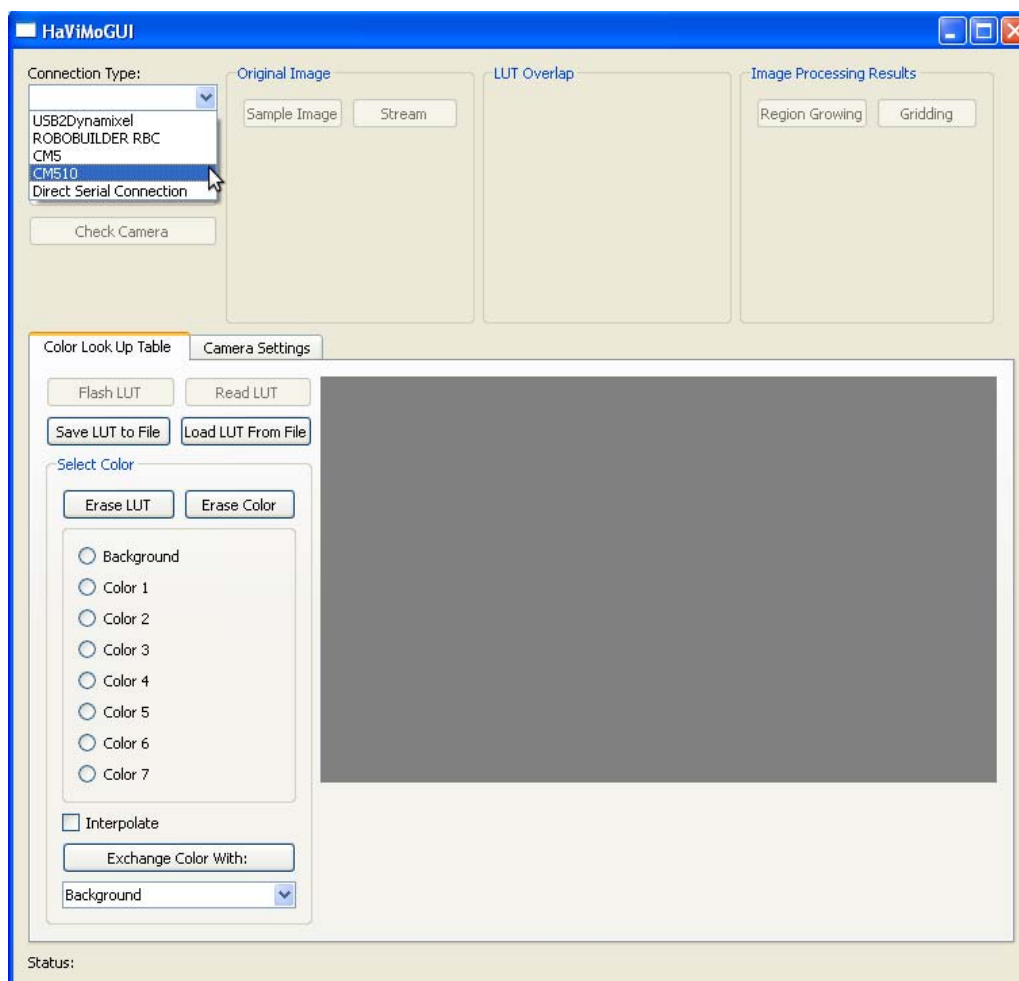 HaViMoGUI
Connection Type:
USB2Dynamixel
ROBOBUILDER RBC
CM5
CM510
Direct Serial Connection
Check Camera
Original Image
Sample Image
Stream
LUT Overlap
Image Processing Results
Region Growing
Gridding
Color Look Up Table
Camera Settings
Flash LUT
Read LUT
Save LUT to File
Load LUT From File
Select Color
Erase LUT
Erase Color
Background
Color 1
Color 2
Color 3
Color 4
Color 5
Color 6
Color 7
Interpolate
Exchange Color With:
Background
Status: